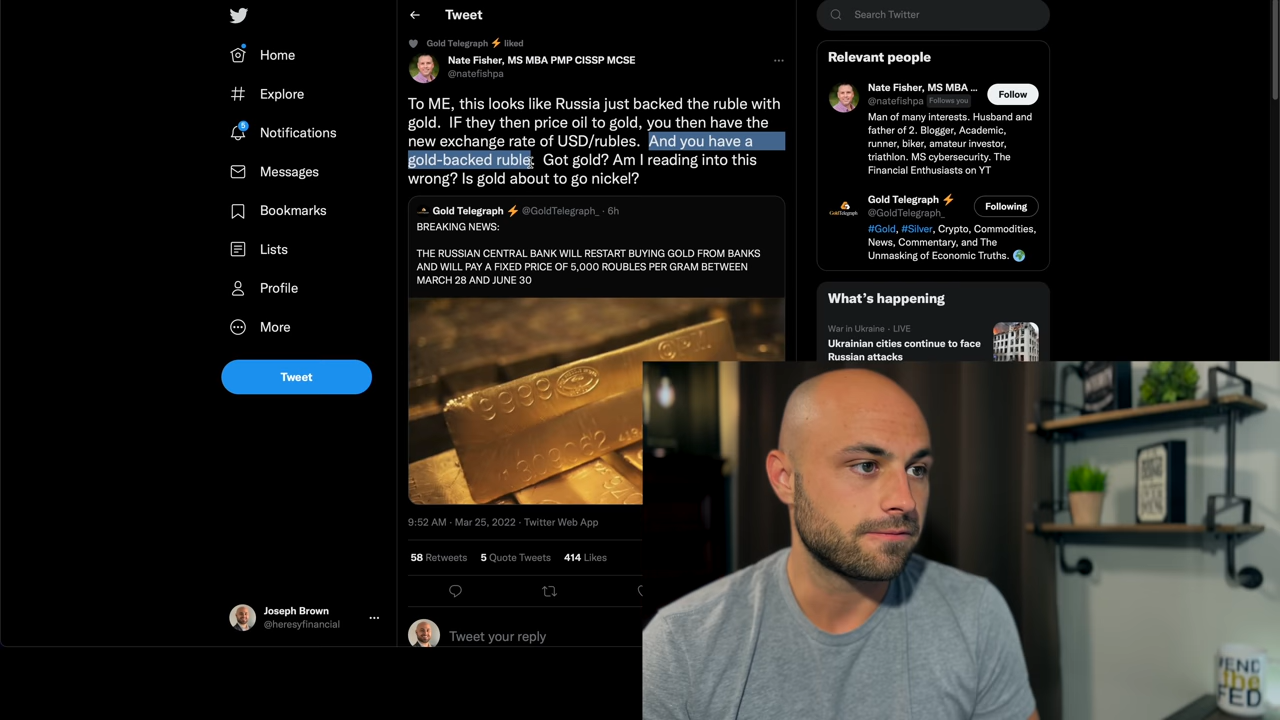 Home
Explore
5
Notifications
Messages
Bookmarks
Lists
Profile
More
Tweet
Joseph Brown
@heresyfinancial
Tweet
Gold Telegraph ⚡ liked
Nate Fisher, MS MBA PMP CISSP MCSE
@natefishpa
To ME, this looks like Russia just backed the ruble with
gold. IF they then price oil to gold, you then have the
new exchange rate of USD/rubles. And you have a
gold-backed ruble. Got gold? Am I reading into this
wrong? Is gold about to go nickel?
Gold Telegraph ⚡ @GoldTelegraph_ · 6h
BREAKING NEWS:
THE RUSSIAN CENTRAL BANK WILL RESTART BUYING GOLD FROM BANKS
AND WILL PAY A FIXED PRICE OF 5,000 ROUBLES PER GRAM BETWEEN
MARCH 28 AND JUNE 30
9:52 AM · Mar 25, 2022 · Twitter Web App
58 Retweets 5 Quote Tweets 414 Likes
Tweet your reply
Search Twitter
Relevant people
Nate Fisher, MS MBA ...
@natefishpa Follows you
Follow
Man of many interests. Husband and
father of 2. Blogger, Academic,
runner, biker, amateur investor,
triathlon. MS cybersecurity. The
Financial Enthusiasts on YT
Gold Telegraph ⚡
@GoldTelegraph_
Following
#Gold, #Silver, Crypto, Commodities,
News, Commentary, and The
Unmasking of Economic Truths. 🌍
What's happening
War in Ukraine · LIVE
Ukrainian cities continue to face
Russian attacks
the
FED